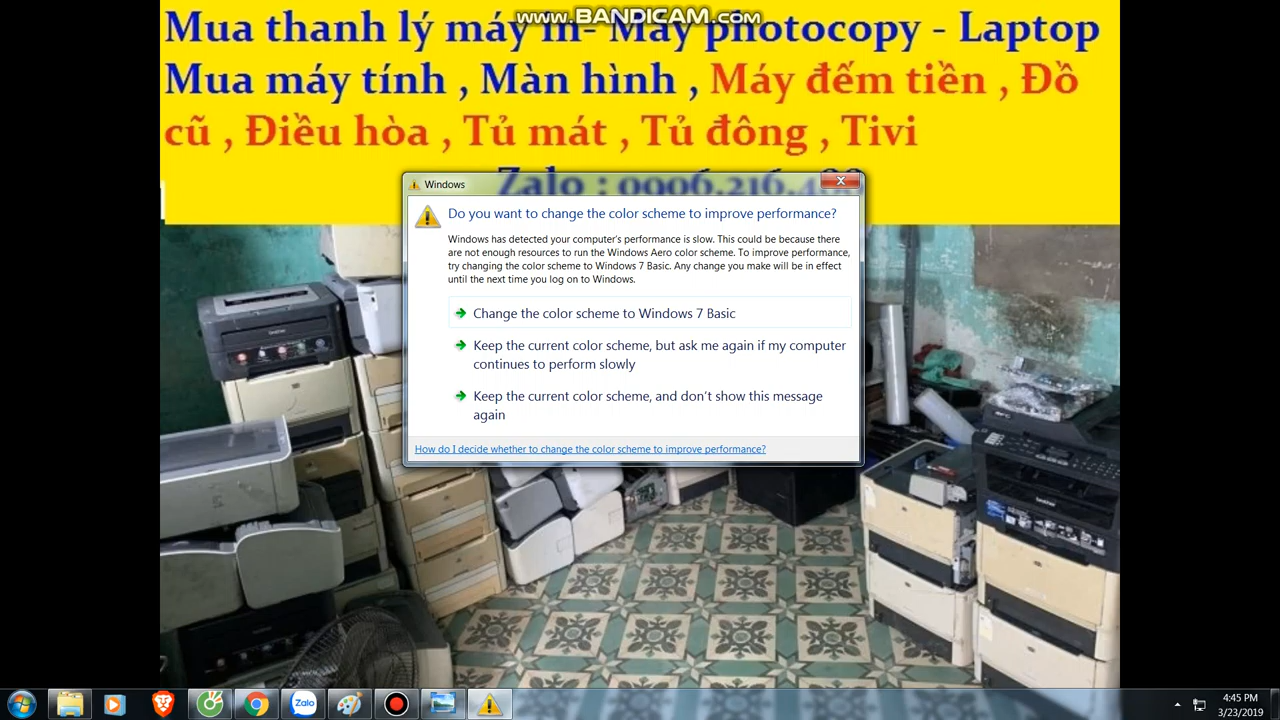 www.BANDICAM.com
Mua thanh lý máy in- Máy photocopy - Laptop
Mua máy tính , Màn hình , Máy đếm tiền , Đồ
cũ , Điều hòa , Tủ mát , Tủ đông , Tivi
Zalo :
Windows
Do you want to change the color scheme to improve performance?
Windows has detected your computer's performance is slow. This could be because there
are not enough resources to run the Windows Aero color scheme. To improve performance,
try changing the color scheme to Windows 7 Basic. Any change you make will be in effect
until the next time you log on to Windows.
Change the color scheme to Windows 7 Basic
Keep the current color scheme, but ask me again if my computer
continues to perform slowly
Keep the current color scheme, and don't show this message
again
How do I decide whether to change the color scheme to improve performance?
Zalo
4:45 PM
3/23/2019